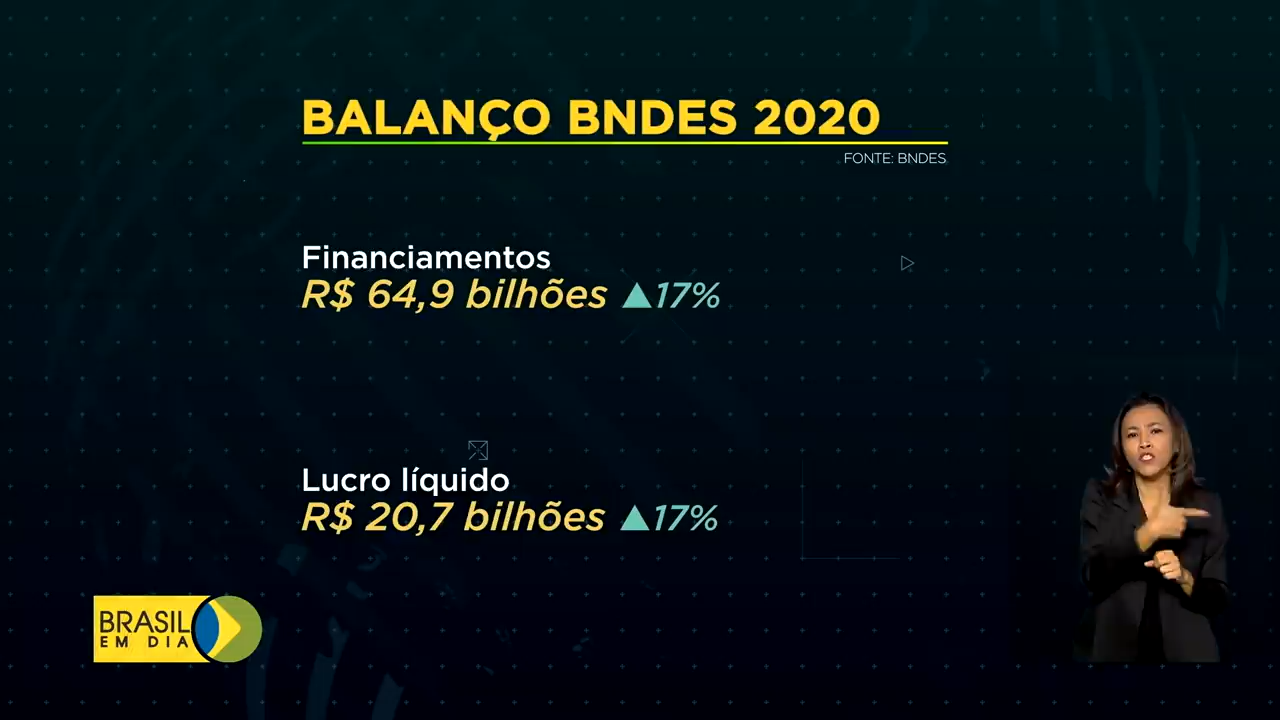 BALANÇO BNDES 2020
FONTE: BNDES
Financiamentos
R$ 64,9 bilhões ▲17%
Lucro líquido
R$ 20,7 bilhões ▲17%
BRASIL
EM DIA